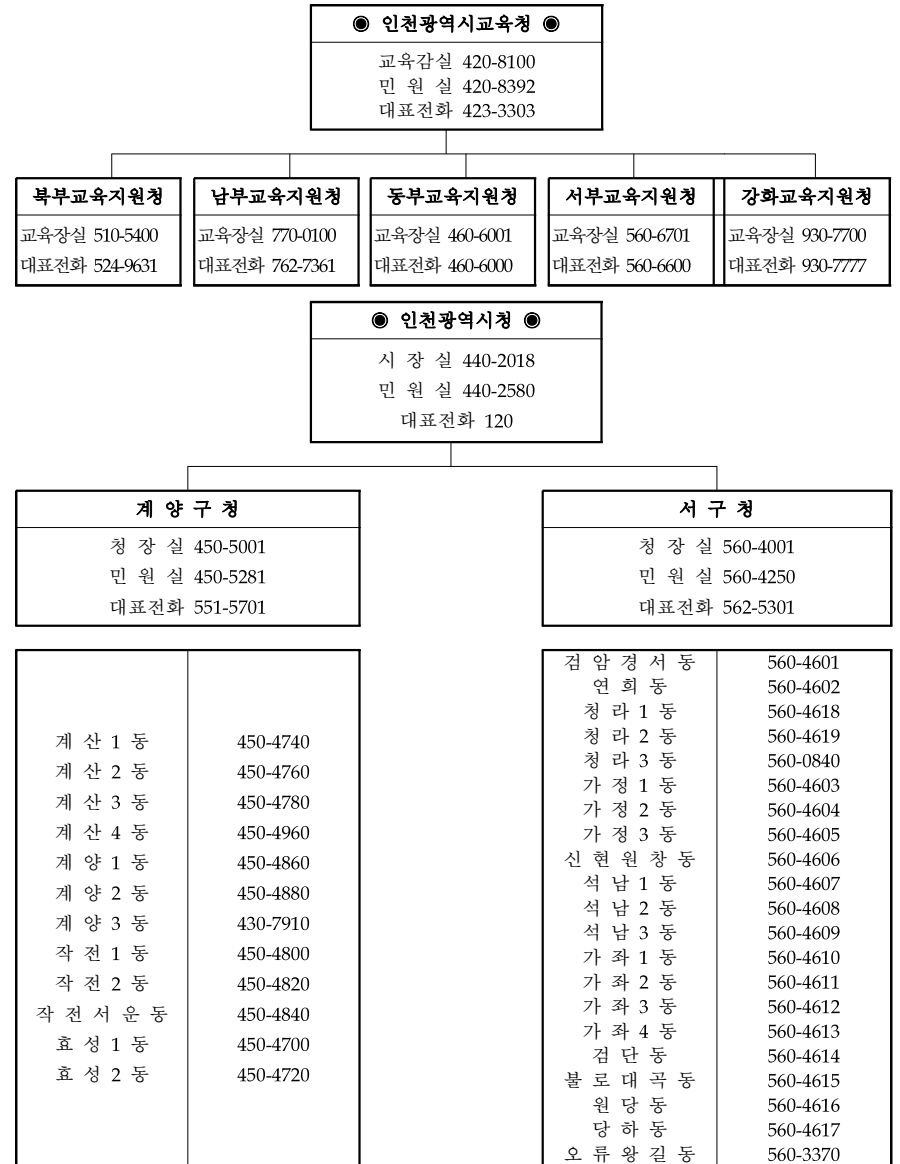 ◉ 인천광역시교육청 ◉
교육감실 420-8100
민 원 실 420-8392
대표전화 423-3303
북부교육지원청
교육장실 510-5400
대표전화 524-9631
남부교육지원청
교육장실 770-0100
대표전화 762-7361
동부교육지원청
교육장실 460-6001
대표전화 460-6000
서부교육지원청
교육장실 560-6701
대표전화 560-6600
강화교육지원청
교육장실 930-7700
대표전화 930-7777
◉ 인천광역시청 ◉
시 장 실 440-2018
민 원 실 440-2580
대표전화 120
계 양 구 청
청 장 실 450-5001
민 원 실 450-5281
대표전화 551-5701
계 산 1 동 450-4740
계 산 2 동 450-4760
계 산 3 동 450-4780
계 산 4 동 450-4960
계 양 1 동 450-4860
계 양 2 동 450-4880
계 양 3 동 430-7910
작 전 1 동 450-4800
작 전 2 동 450-4820
작 전 서 운 동 450-4840
효 성 1 동 450-4700
효 성 2 동 450-4720
서 구 청
청 장 실 560-4001
민 원 실 560-4250
대표전화 562-5301
검 암 경 서 동 560-4601
연 희 동 560-4602
청 라 1 동 560-4618
청 라 2 동 560-4619
청 라 3 동 560-0840
가 정 1 동 560-4603
가 정 2 동 560-4604
가 정 3 동 560-4605
신 현 원 창 동 560-4606
석 남 1 동 560-4607
석 남 2 동 560-4608
석 남 3 동 560-4609
가 좌 1 동 560-4610
가 좌 2 동 560-4611
가 좌 3 동 560-4612
가 좌 4 동 560-4613
검 단 동 560-4614
불 로 대 곡 동 560-4615
원 당 동 560-4616
당 하 동 560-4617
오 류 왕 길 동 560-3370